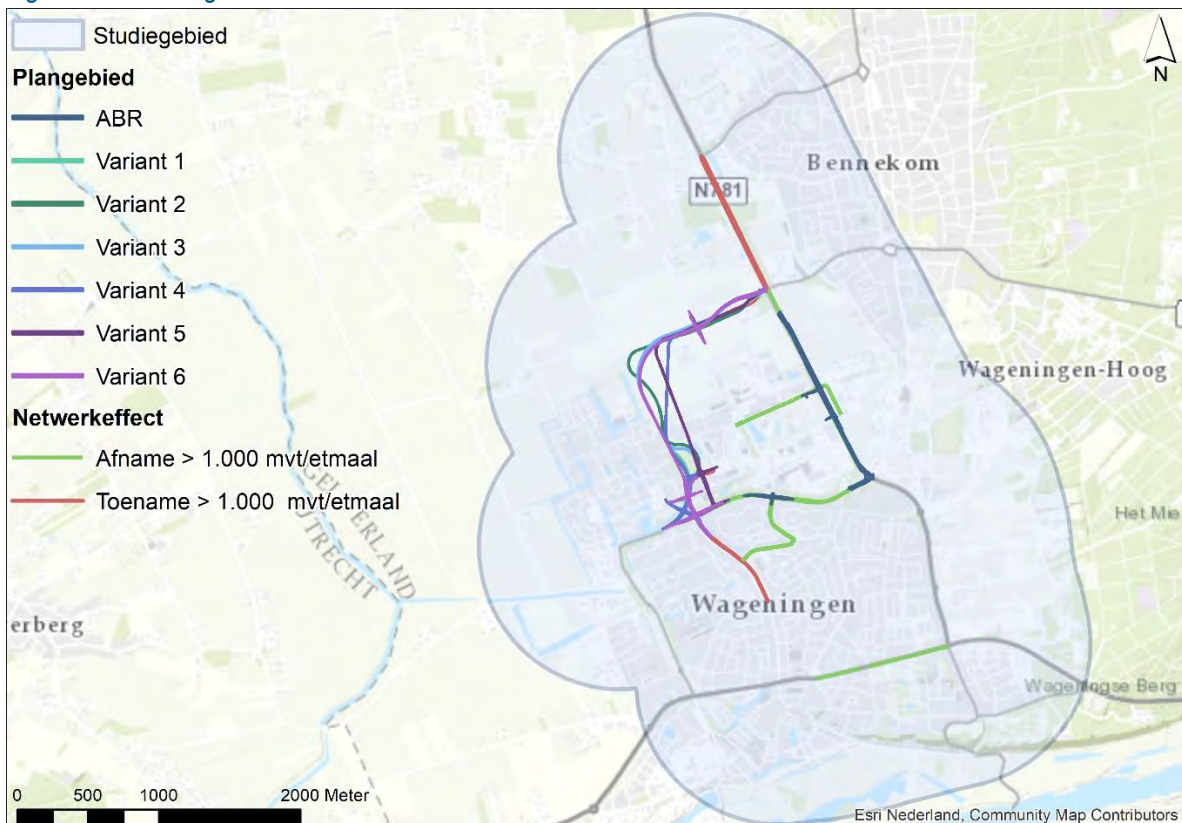 Studiegebied
Plangebied
ABR
Variant 1
Variant 2
Variant 3
Variant 4
Variant 5
Variant 6
Netwerkeffect
Afname > 1.000 mvt/etmaal
Toename > 1.000 mvt/etmaal
N
Bennekom
N781
Wageningen-Hoog
GELDERLAND
UTRECHT
Het Mie
erberg
Wageningen
Wageningse Berg
0 500 1000 2000 Meter
Esri Nederland, Community Map Contributors